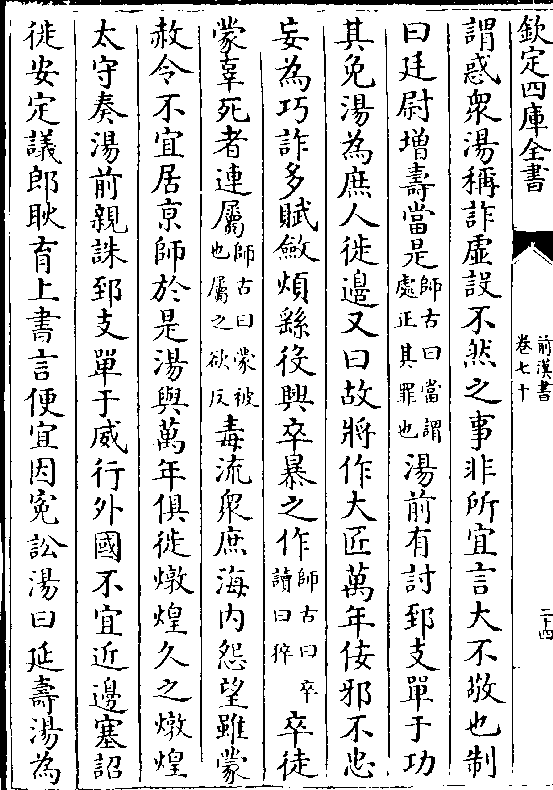 欽定四庫全書
前漢書
卷七十
二十四
謂惑衆湯稱詐虛設不然之事非所宜言大不敬也制
曰廷尉增壽當是師古曰當謂處正其罪也湯前有討郅支單于功
其免湯為庶人徙邊又曰故將作大匠萬年佞邪不忠
妄為巧詐多賦斂煩繇役興卒暴之作師古曰卒讀曰猝卒徒
蒙辜死者連屬師古曰蒙被也屬之欲反毒流衆庶海内怨望雖蒙
赦令不宜居京師於是湯與萬年俱徙燉煌久之燉煌
太守奏湯前親誅郅支單于威行外國不宜近邊塞詔
徙安定議郎耿育上書言便宜因寃訟湯曰延壽湯為